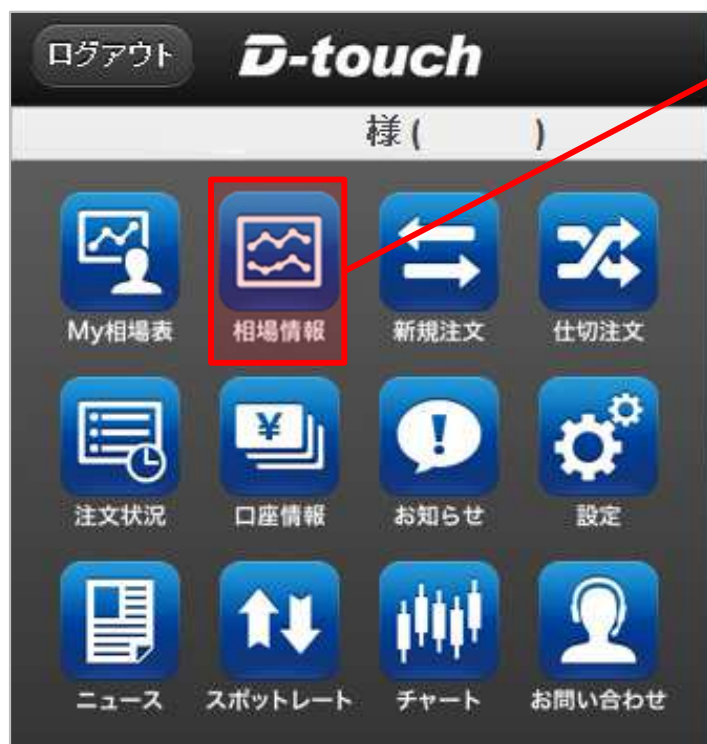 ログアウト D-touch
様 ( )
My相場表 相場情報 新規注文 仕切注文
¥ !
注文状況 口座情報 お知らせ 設定
ニュース スポットレート チャート お問い合わせ